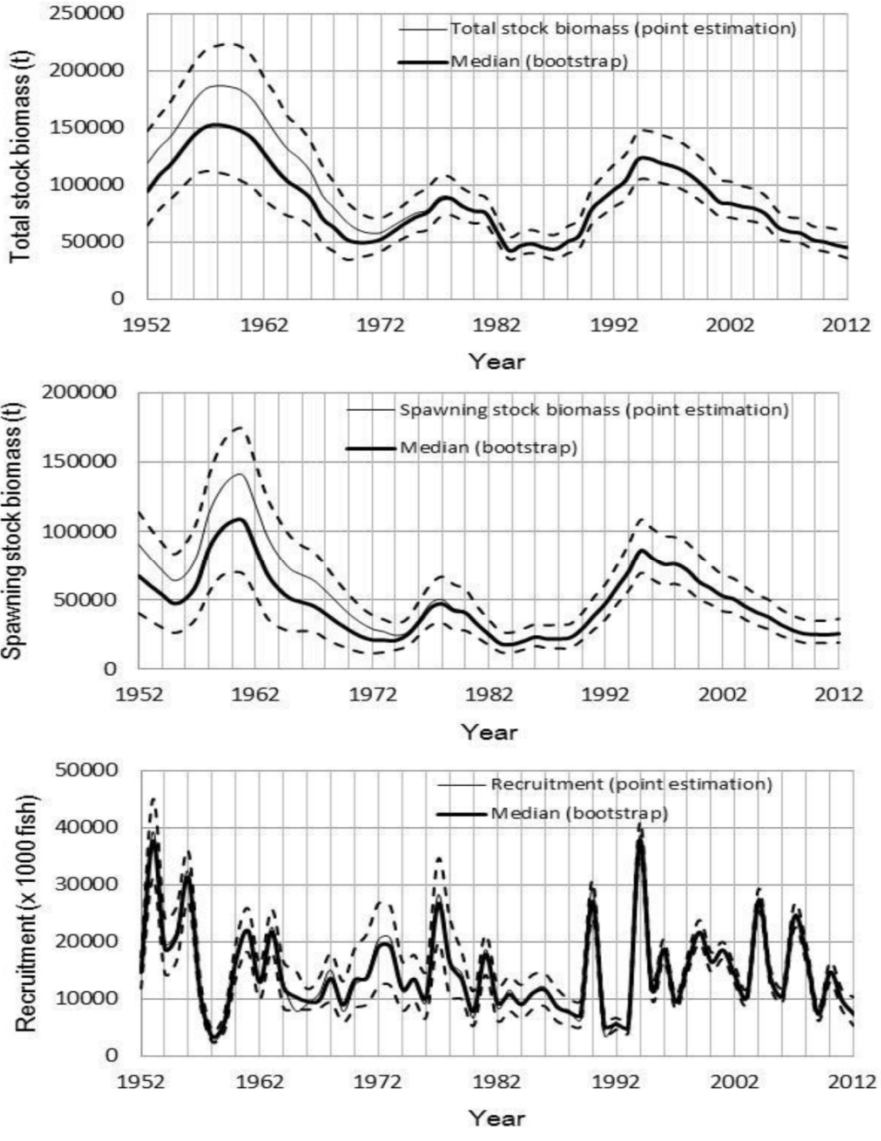 250000
200000
150000
100000
50000
0
Total stock biomass (t)
Total stock biomass (point estimation)
Median (bootstrap)
1952 1962 1972 1982 1992 2002 2012
Year
200000
150000
100000
50000
0
Spawning stock biomass (t)
Spawning stock biomass (point estimation)
Median (bootstrap)
1952 1962 1972 1982 1992 2002 2012
Year
50000
40000
30000
20000
10000
0
Recruitment (x 1000 fish)
Recruitment (point estimation)
Median (bootstrap)
1952 1962 1972 1982 1992 2002 2012
Year